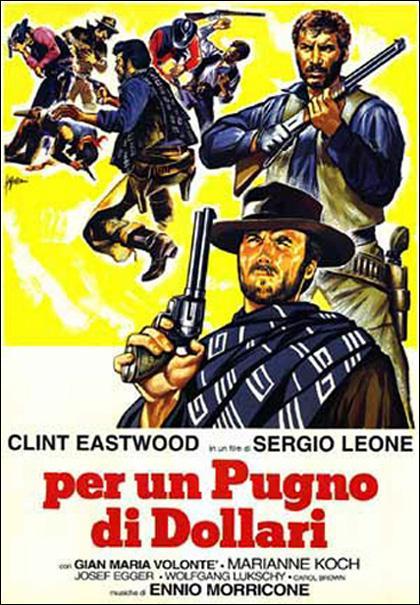 CLINT EASTWOOD in un film di SERGIO LEONE
per un Pugno
di Dollari
con GIAN MARIA VOLONTE' • MARIANNE KOCH
JOSEF EGGER • WOLFGANG LUKSCHY • CAROL BROWN
musiche di ENNIO MORRICONE